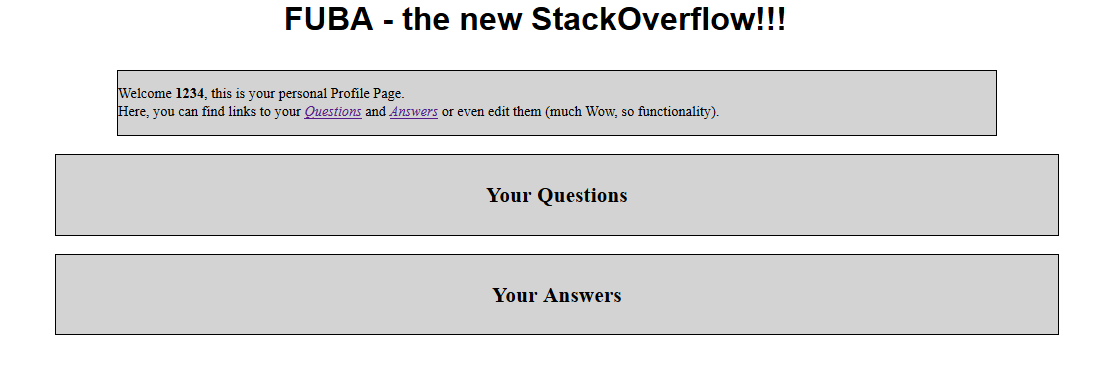 FUBA - the new StackOverflow!!!
Welcome 1234, this is your personal Profile Page.
Here, you can find links to your Questions and Answers or even edit them (much Wow, so functionality).
Your Questions
Your Answers